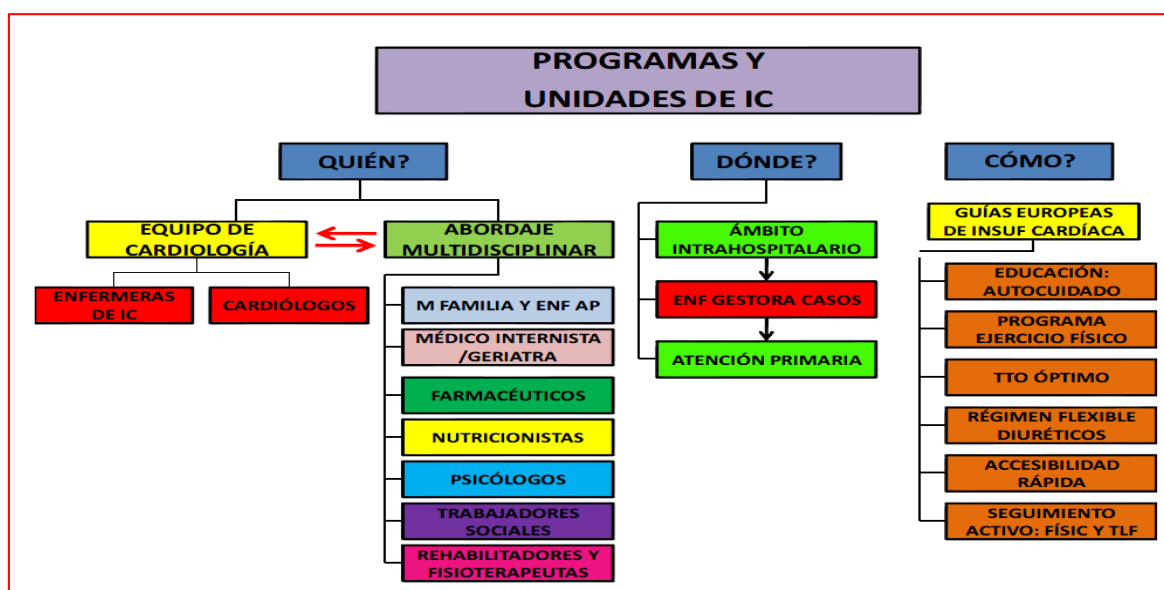 PROGRAMAS Y
UNIDADES DE IC
QUIÉN?
DÓNDE?
CÓMO?
EQUIPO DE
CARDIOLOGÍA
ABORDAJE
MULTIDISCIPLINAR
ENFERMERAS
DE IC
CARDIÓLOGOS
M FAMILIA Y ENF AP
MÉDICO INTERNISTA
/GERIATRA
FARMACÉUTICOS
NUTRICIONISTAS
PSICÓLOGOS
TRABAJADORES
SOCIALES
REHABILITADORES Y
FISIOTERAPEUTAS
ÁMBITO
INTRAHOSPITALARIO
ENF GESTORA CASOS
ATENCIÓN PRIMARIA
GUÍAS EUROPEAS
DE INSUF CARDÍACA
EDUCACIÓN:
AUTOCUIDADO
PROGRAMA
EJERCICIO FÍSICO
TTO ÓPTIMO
RÉGIMEN FLEXIBLE
DIURÉTICOS
ACCESIBILIDAD
RÁPIDA
SEGUIMIENTO
ACTIVO: FÍSIC Y TLF